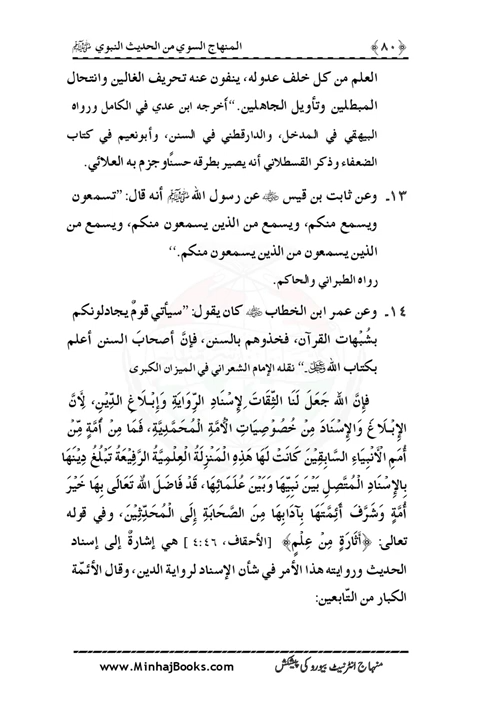 ﴿٨٠﴾ المنهاج السوي من الحديث النبوي ﷺ
العلم من كل خلف عدوله، ينفون عنه تحريف الغالين وانتحال
المبطلين وتأويل الجاهلين.‘‘ أخرجه ابن عدي في الكامل ورواه
البيهقي في المدخل، والدارقطني في السنن، وأبونعيم في كتاب
الضعفاء وذكر القسطلاني أنه يصير بطرقه حسنًا وجزم به العلائي.
١٣۔ وعن ثابت بن قيس ﷺ عن رسول الله ﷺ أنه قال: ’’تسمعون
ويسمع منكم، ويسمع من الذين يسمعون منكم، ويسمع من
الذين يسمعون من الذين يسمعون منكم.‘‘
رواه الطبراني والحاكم.
١٤۔ وعن عمر ابن الخطاب ﷺ كان يقول: ’’سيأتي قومٌ يجادلونكم
بشُبْهات القرآن، فخذوهم بالسنن، فإنَّ أصحابَ السنن أعلم
بكتاب الله ﷻ۔‘‘ نقله الإمام الشعراني في الميزان الكبرى
فإِنَّ الله جَعَلَ لَنَا الثِّقَاتَ لِإسْنَادِ الرِّوَايَةِ وَإِبْلَاغِ الدِّيْنِ، لِأَنَّ
الإِبْلَاغَ وَالإِسْنَادَ مِنْ خُصُوْصِيَاتِ الْأُمَّةِ الْمُحَمَّدِيَّةِ، فَمَا مِنْ أُمَّةٍ مِّنْ
أُمَمِ الْأَنْبِيَاءِ السَّابِقِيْنَ كَانَتْ لَهَا هَذِهِ الْمَنْزِلَةُ الْعِلْمِيَّةُ الرَّفِيْعَةُ تَبْلُغُ دِيْنَهَا
بِالإِسْنَادِ الْمُتَّصِلِ بَيْنَ نَبِيِّهَا وَبَيْنَ عُلَمَائِهَا، قَدْ فَاضَلَ اللهُ تَعَالَى بِهَا خَيْرَ
أُمَّةٍ وَشَرَّفَ أَئِمَّتَهَا بِآدَابِهَا مِنَ الصَّحَابَةِ إِلَى الْمُحَدِّثِيْنَ، وفي قوله
تعالى: ﴿أَثَارَةٍ مِنْ عِلْمٍ﴾ [الأحقاف، ٤:٤٦] هي إشارةٌ إلى إسناد
الحديث وروايته هذا الأمر في شأن الإسناد لرواية الدين، وقال الأئمّة
الكبار من التّابعين:
منہاج انٹرنیٹ بیورو کی پیشکش www.MinhajBooks.com